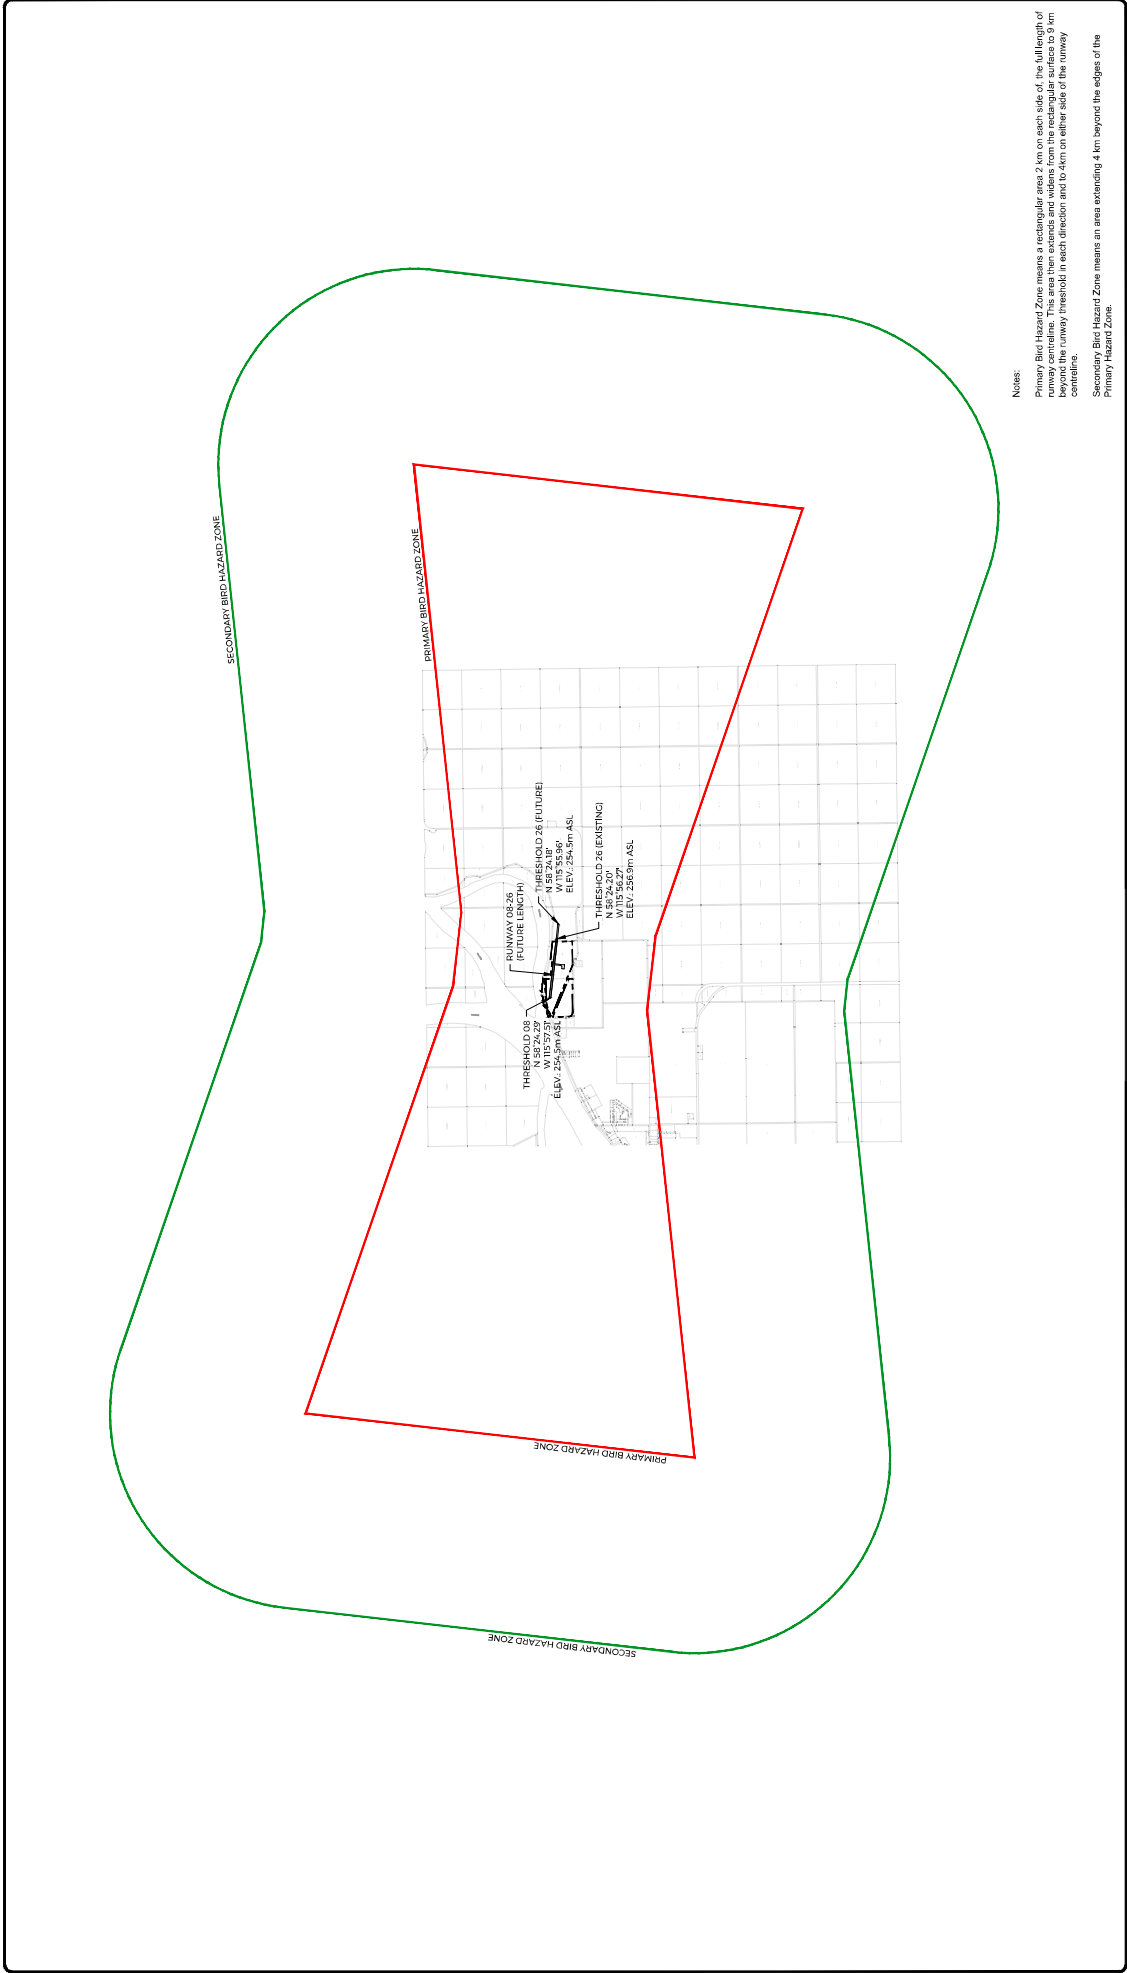 SECONDARY BIRD HAZARD ZONE
PRIMARY BIRD HAZARD ZONE
RUNWAY 08-26
(FUTURE LENGTH)
THRESHOLD 26 (FUTURE)
N 58°24.18'
W 115°55.96'
ELEV.: 254.5m ASL
THRESHOLD 26 (EXISTING)
N 58°24.20'
W 115°56.27'
ELEV.: 256.9m ASL
THRESHOLD 08
N 58°24.29'
W 115°57.51'
ELEV.: 254.5m ASL
PRIMARY BIRD HAZARD ZONE
SECONDARY BIRD HAZARD ZONE
Notes:
Primary Bird Hazard Zone means a rectangular area 2 km on each side of, the full length of
runway centreline. This area then extends and widens from the rectangular surface to 9 km
beyond the runway threshold in each direction and to 4km on either side of the runway
centreline.
Secondary Bird Hazard Zone means an area extending 4 km beyond the edges of the
Primary Hazard Zone.